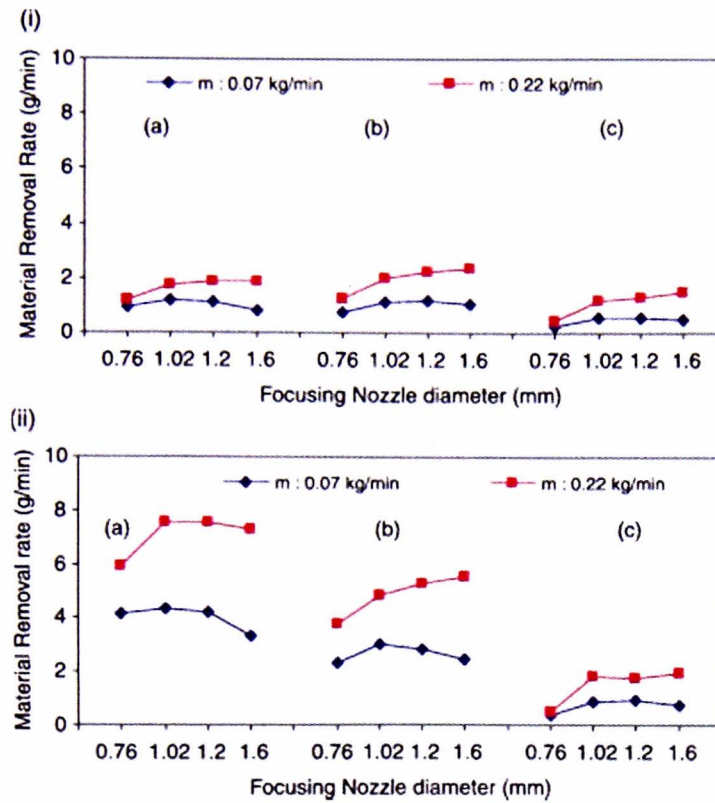 (i)
10
m : 0.07 kg/min
m : 0.22 kg/min
8
(a)
(b)
(c)
6
4
2
0
Material Removal Rate (g/min)
0.76 1.02 1.2 1.6 0.76 1.02 1.2 1.6 0.76 1.02 1.2 1.6
Focusing Nozzle diameter (mm)
(ii)
10
m : 0.07 kg/min
m : 0.22 kg/min
8
(a)
(b)
(c)
6
4
2
0
Material Removal rate (g/min)
0.76 1.02 1.2 1.6 0.76 1.02 1.2 1.6 0.76 1.02 1.2 1.6
Focusing Nozzle diameter (mm)